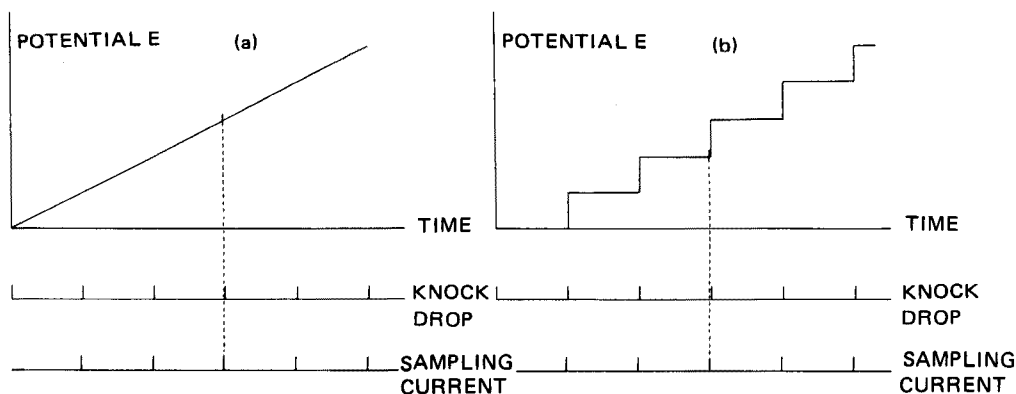 POTENTIAL E (a)
TIME
KNOCK
DROP
SAMPLING
CURRENT
POTENTIAL E (b)
TIME
KNOCK
DROP
SAMPLING
CURRENT